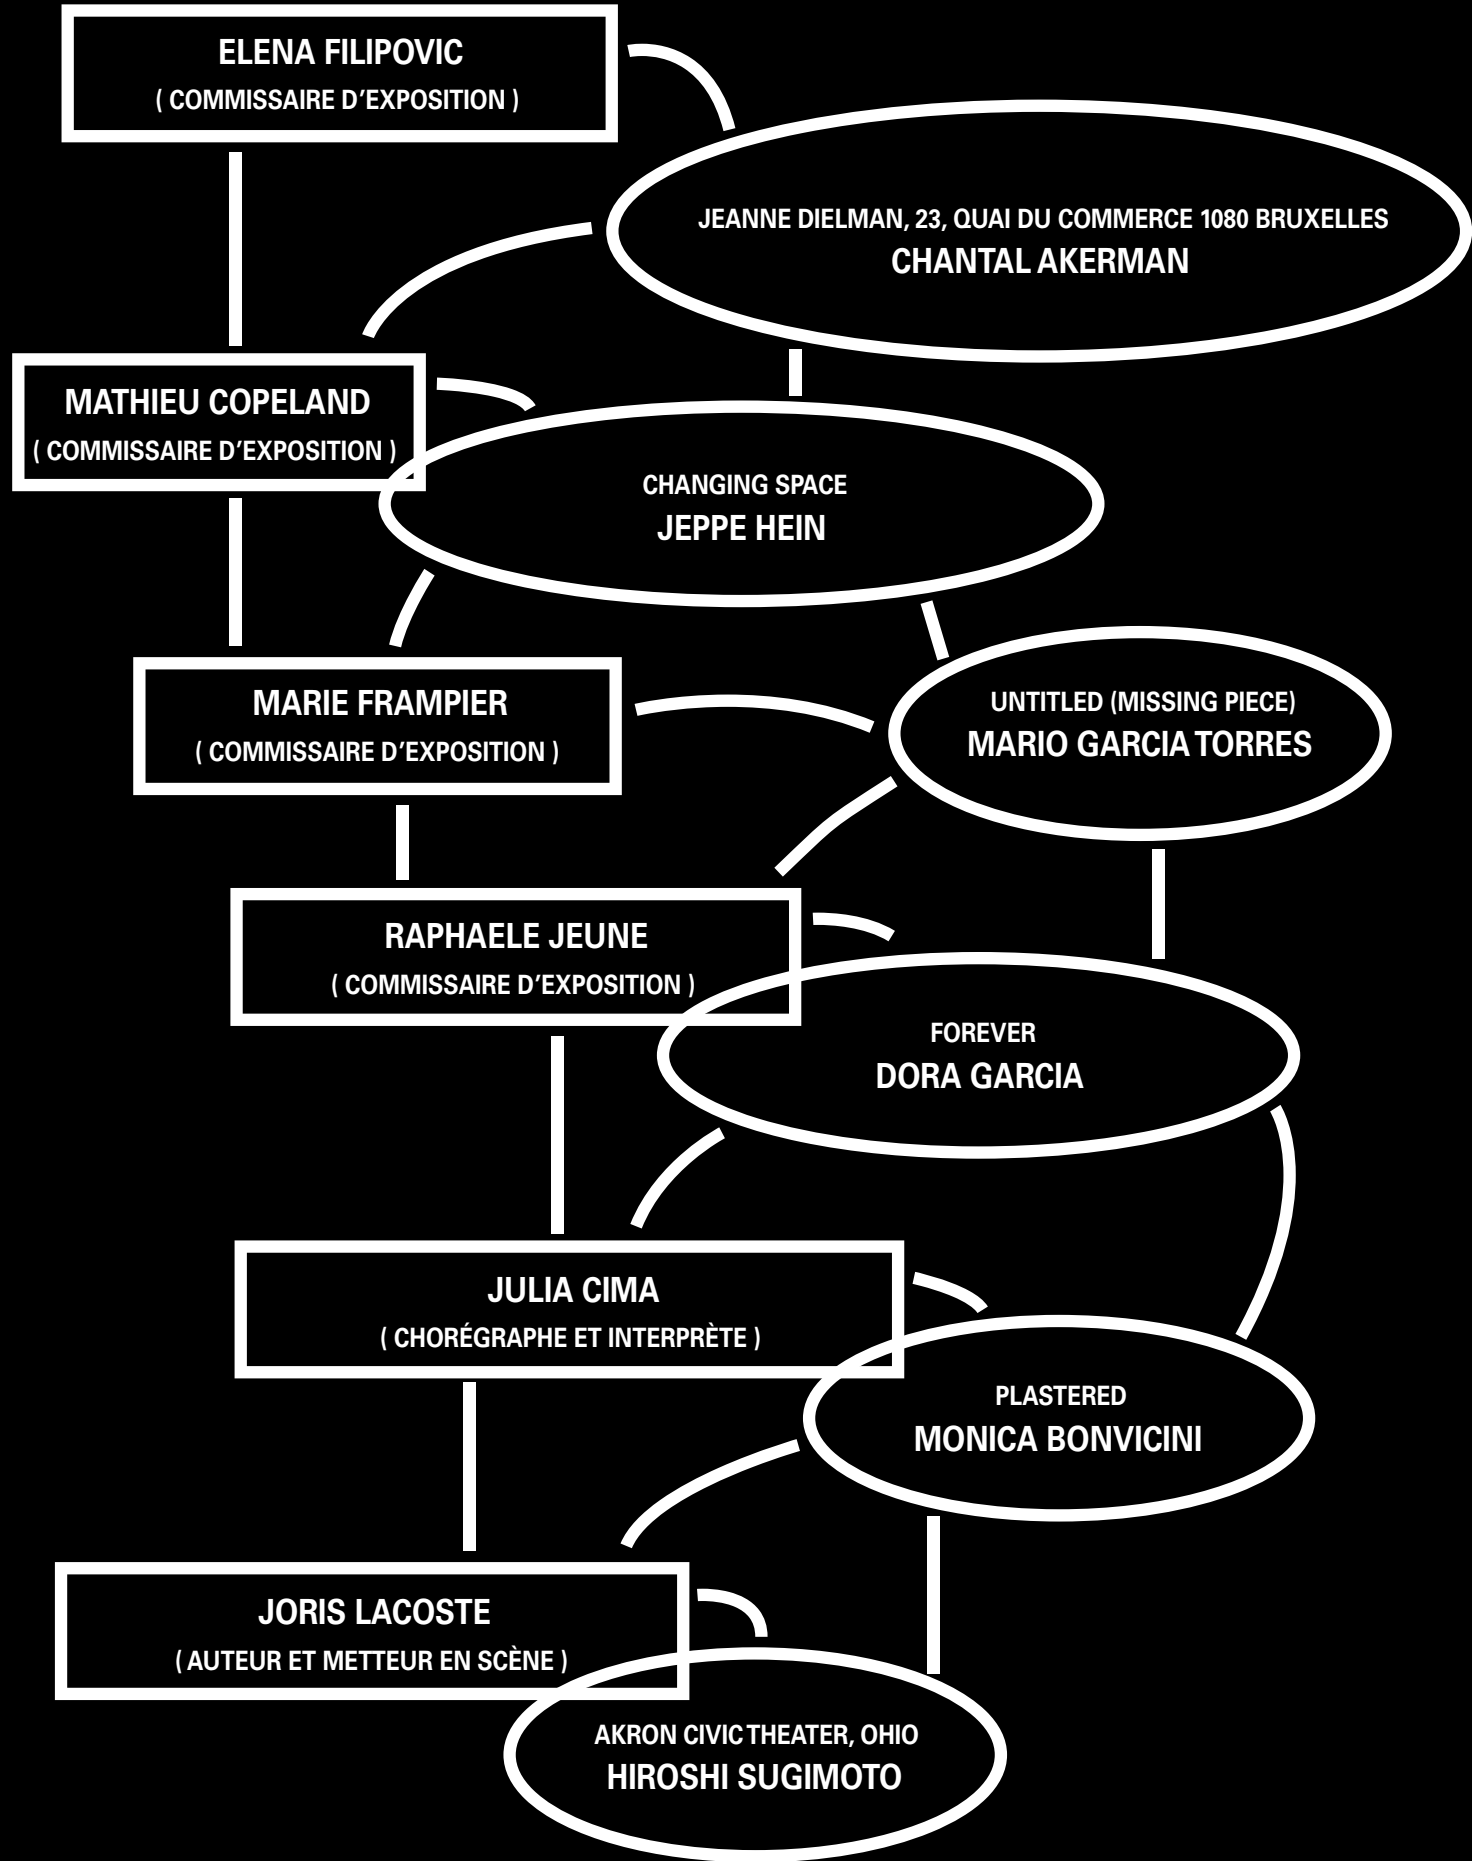 ELENA FILIPOVIC
( COMMISSAIRE D'EXPOSITION )
JEANNE DIELMAN, 23, QUAI DU COMMERCE 1080 BRUXELLES
CHANTAL AKERMAN
MATHIEU COPELAND
( COMMISSAIRE D'EXPOSITION )
CHANGING SPACE
JEPPE HEIN
MARIE FRAMPIER
( COMMISSAIRE D'EXPOSITION )
UNTITLED (MISSING PIECE)
MARIO GARCIA TORRES
RAPHAELE JEUNE
( COMMISSAIRE D'EXPOSITION )
FOREVER
DORA GARCIA
JULIA CIMA
( CHORÉGRAPHE ET INTERPRÈTE )
PLASTERED
MONICA BONVICINI
JORIS LACOSTE
( AUTEUR ET METTEUR EN SCÈNE )
AKRON CIVIC THEATER, OHIO
HIROSHI SUGIMOTO